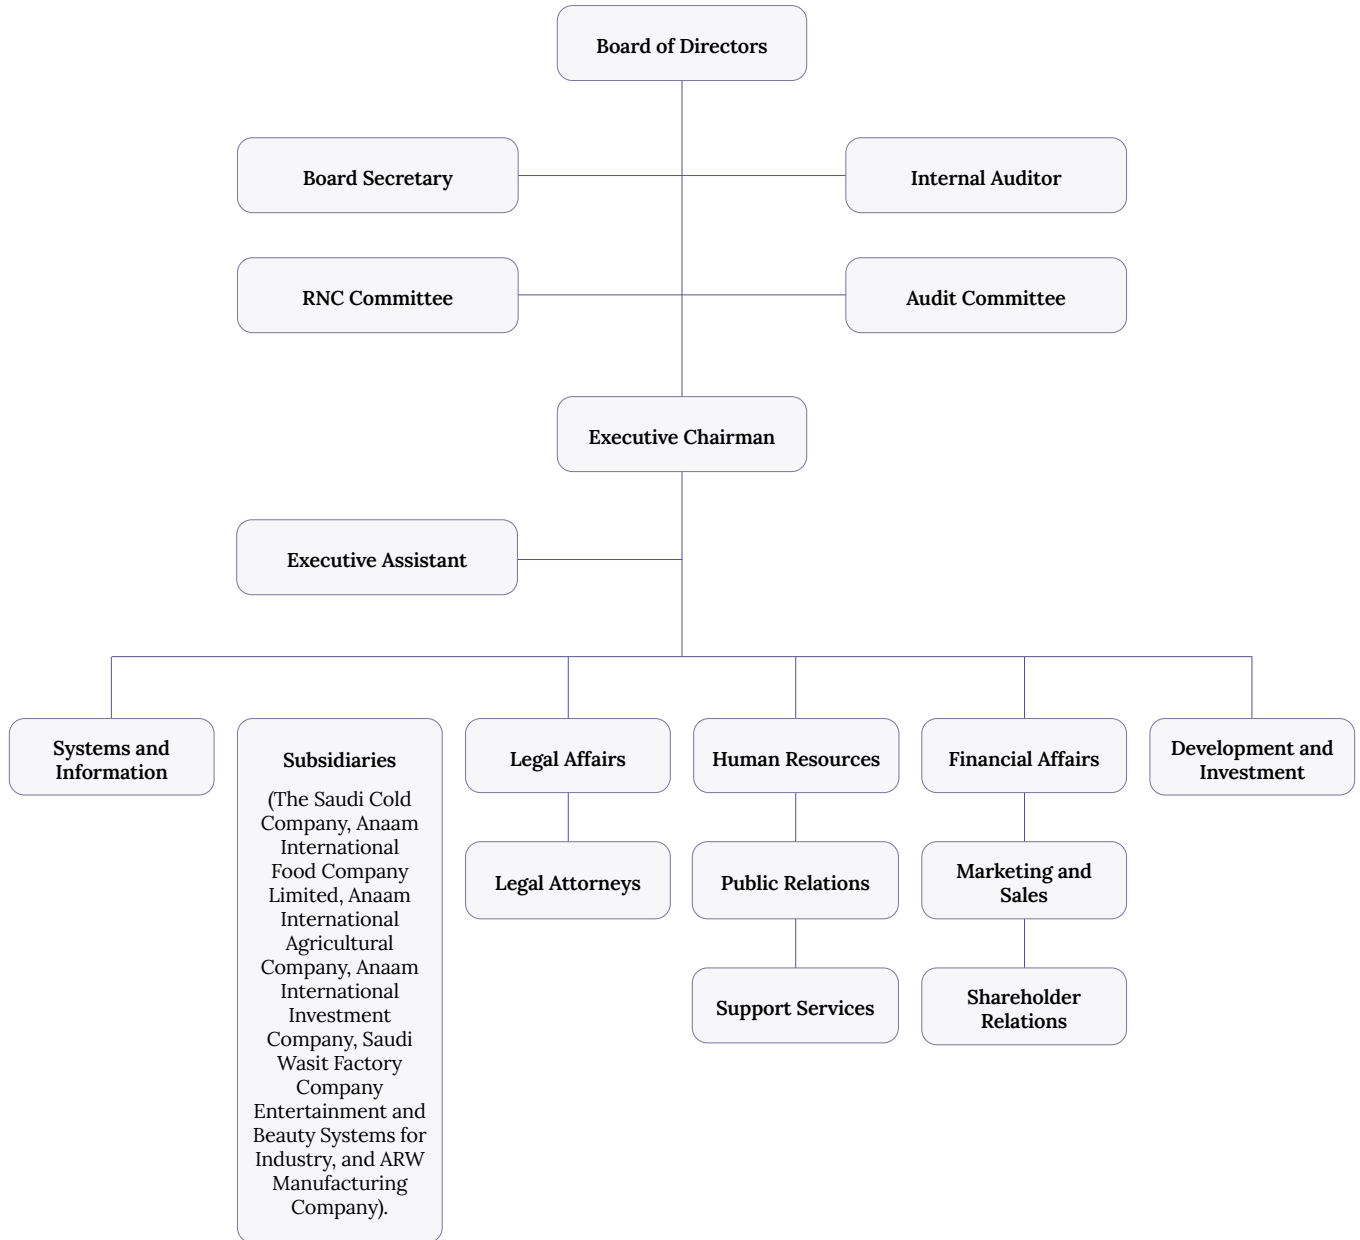 Board of Directors
Board Secretary
Internal Auditor
RNC Committee
Audit Committee
Executive Chairman
Executive Assistant
Systems and
Information
Subsidiaries
(The Saudi Cold
Company, Anaam
International
Food Company
Limited, Anaam
International
Agricultural
Company, Anaam
International
Investment
Company, Saudi
Wasit Factory
Company
Entertainment and
Beauty Systems for
Industry, and ARW
Manufacturing
Company).
Legal Affairs
Legal Attorneys
Human Resources
Public Relations
Support Services
Financial Affairs
Marketing and
Sales
Shareholder
Relations
Development and
Investment